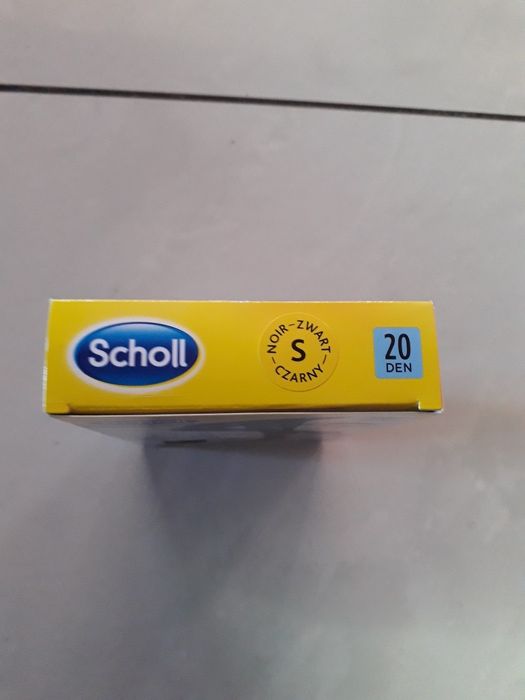 Scholl
NOIR-ZWART-
S
CZARNY-
20
DEN